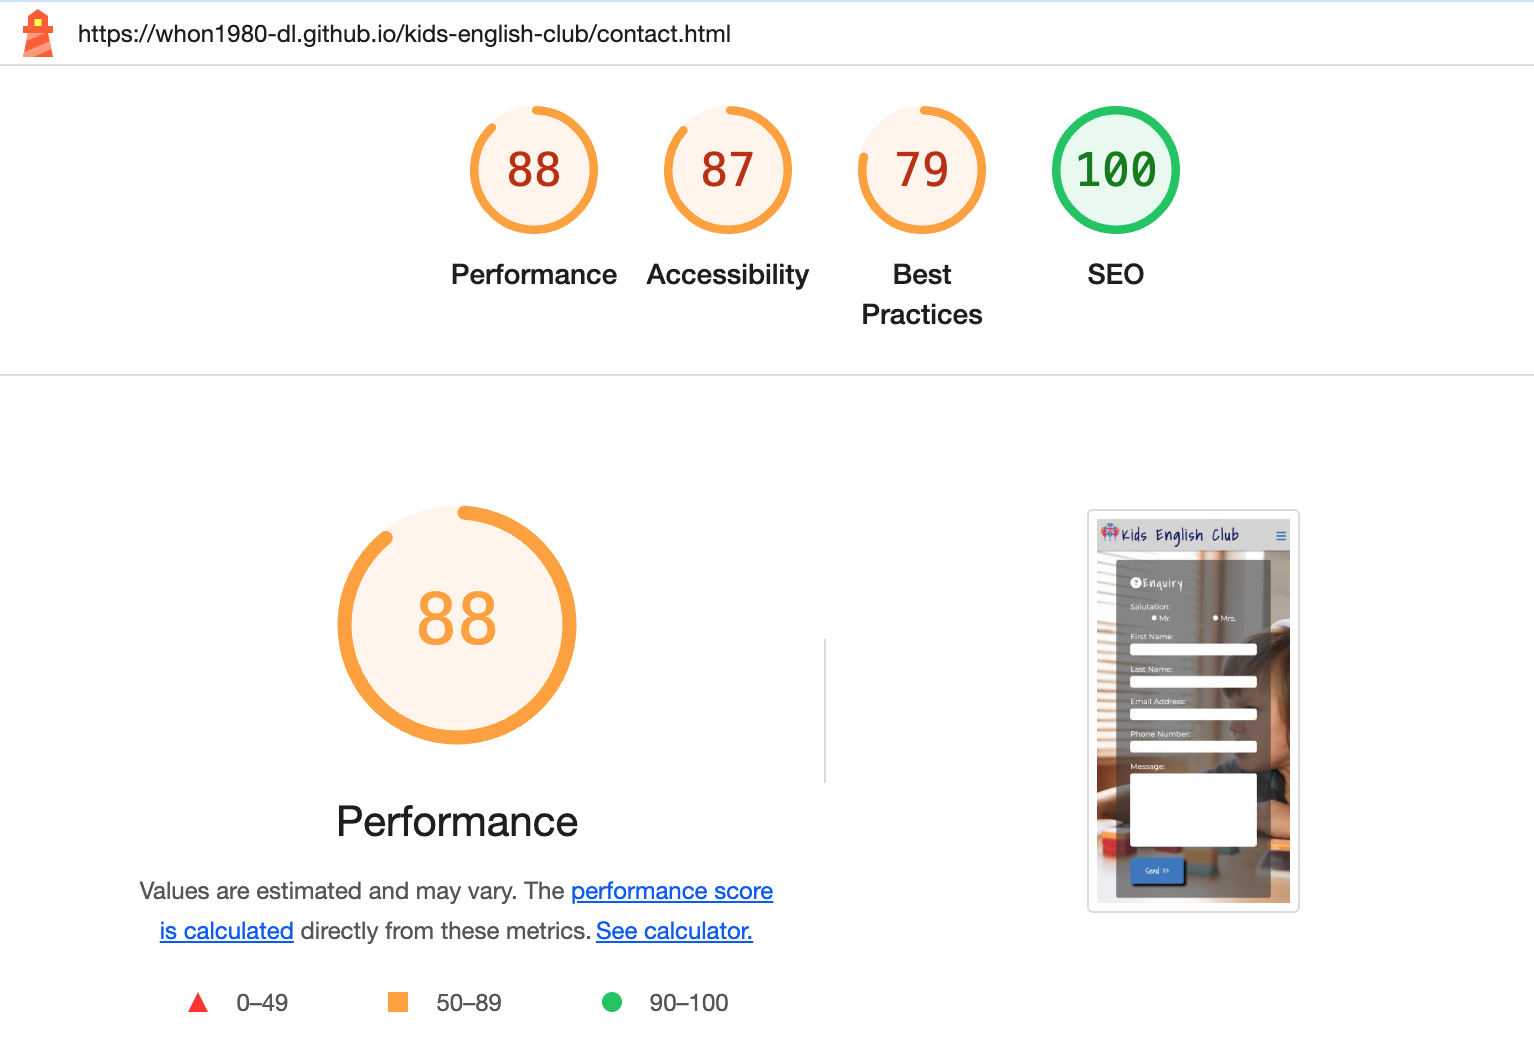 https://whon1980-dl.github.io/kids-english-club/contact.html
88
87
79
100
Performance
Accessibility
Best
Practices
SEO
88
Performance
Values are estimated and may vary. The performance score
is calculated directly from these metrics. See calculator.
0–49
50–89
90–100
Kids English Club
Enquiry
Salutation:
Mr.
Mrs.
First Name:
Last Name:
Email Address:
Phone Number:
Message:
Send >>